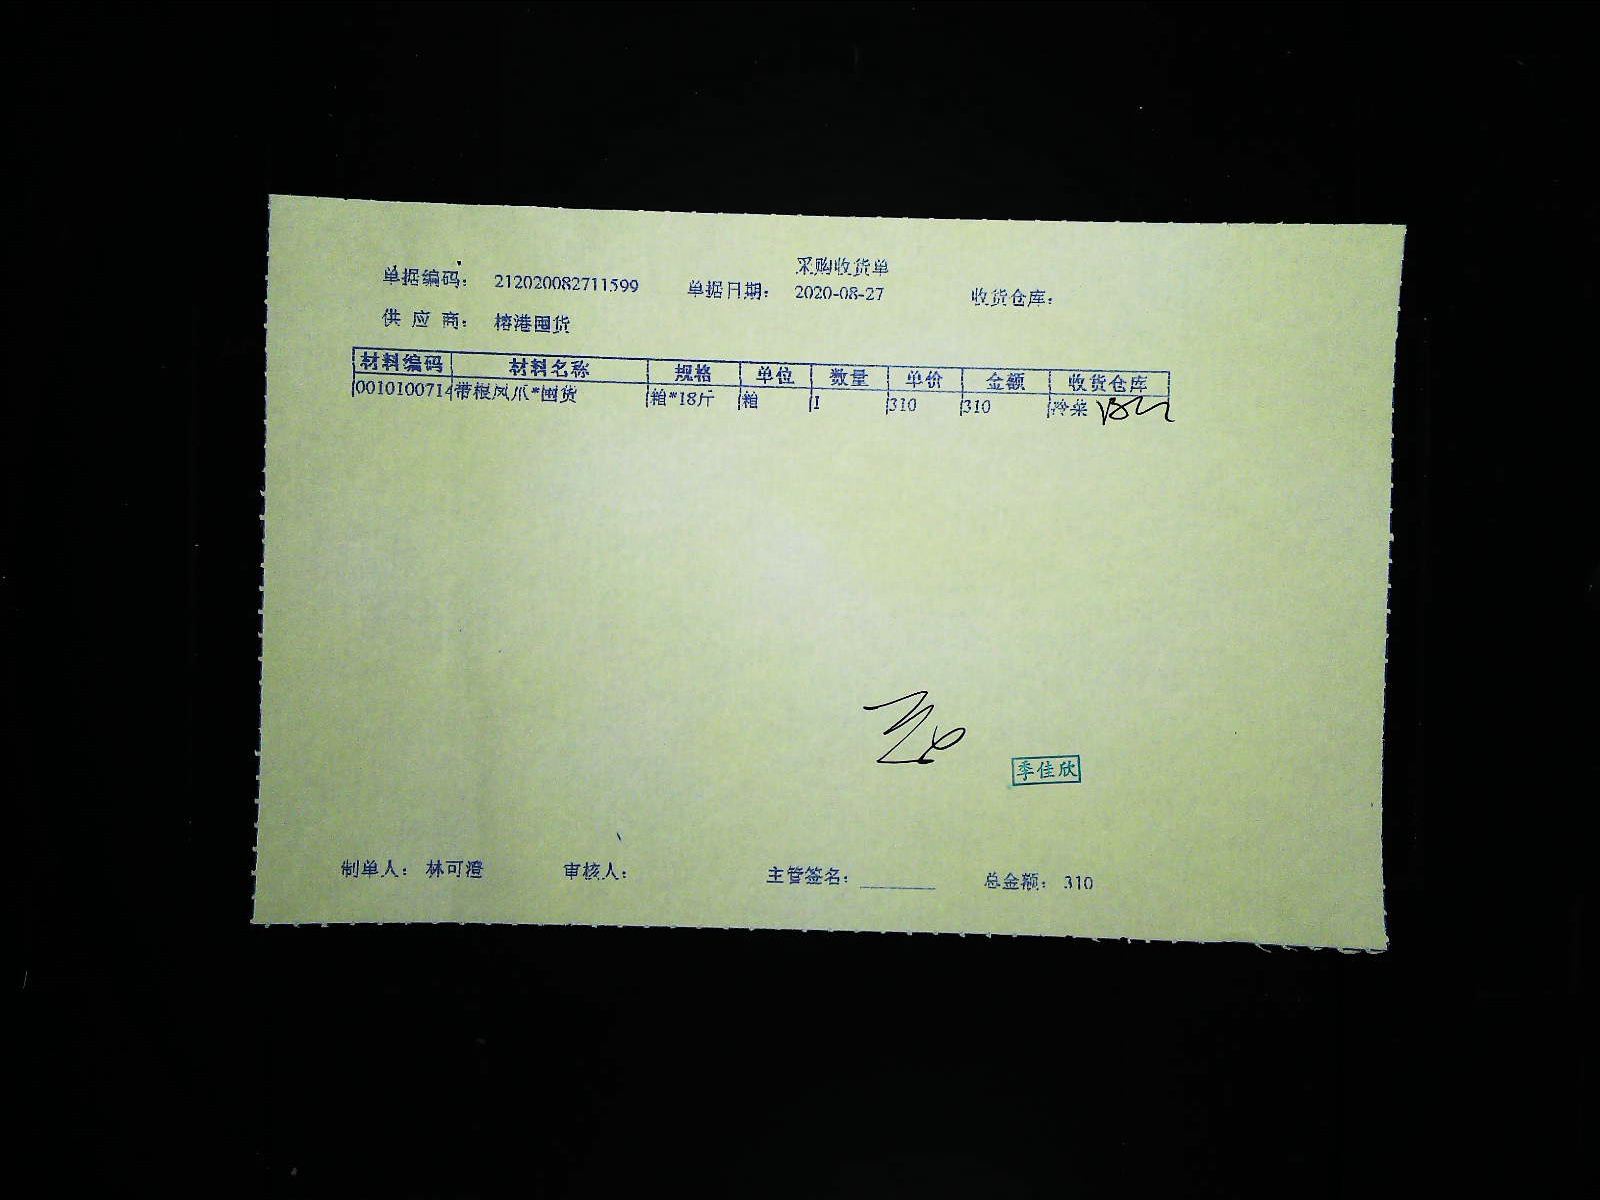 采购收货单
单据编码： 212020082711599 单据日期： 2020-08-27 收货仓库：
供 应 商： 榕港囤货
材料编码 材料名称 规格 单位 数量 单价 金额 收货仓库
0010100714 带根凤爪*囤货 箱*18斤 箱 1 310 310 冷菜
季佳欣
制单人： 林可澄 审核人： 主管签名： 总金额： 310